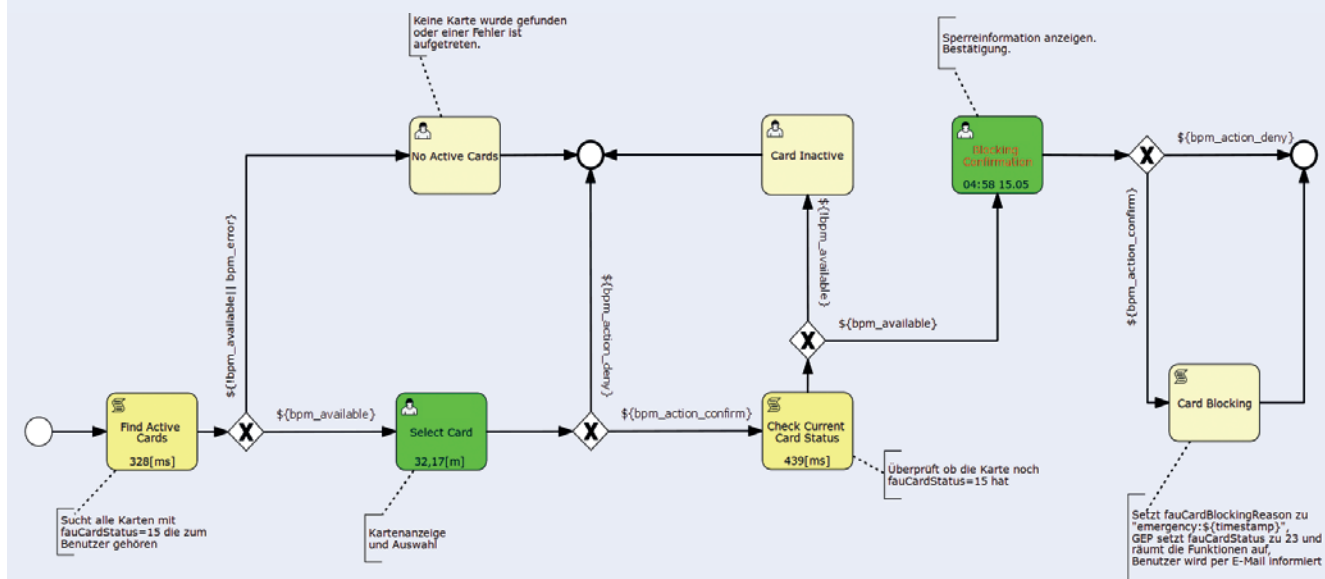 Keine Karte wurde gefunden
oder einer Fehler ist
aufgetreten.
Sperreinformation anzeigen.
Bestätigung.
No Active Cards
Card Inactive
Blocking
Confirmation
04:58 15.05
${bpm_action_deny}
${!bpm_available|| bpm_error}
${bpm_action_deny}
${!bpm_available}
${bpm_action_confirm}
${bpm_available}
Find Active
Cards
328[ms]
${bpm_available}
Select Card
32,17[m]
${bpm_action_confirm}
Check Current
Card Status
439[ms]
Card Blocking
Sucht alle Karten mit
fauCardStatus=15 die zum
Benutzer gehören
Kartenanzeige
und Auswahl
Überprüft ob die Karte noch
fauCardStatus=15 hat
Setzt fauCardBlockingReason zu
"emergency:${timestamp}",
GEP setzt fauCardStatus zu 23 und
räumt die Funktionen auf,
Benutzer wird per E-Mail informiert